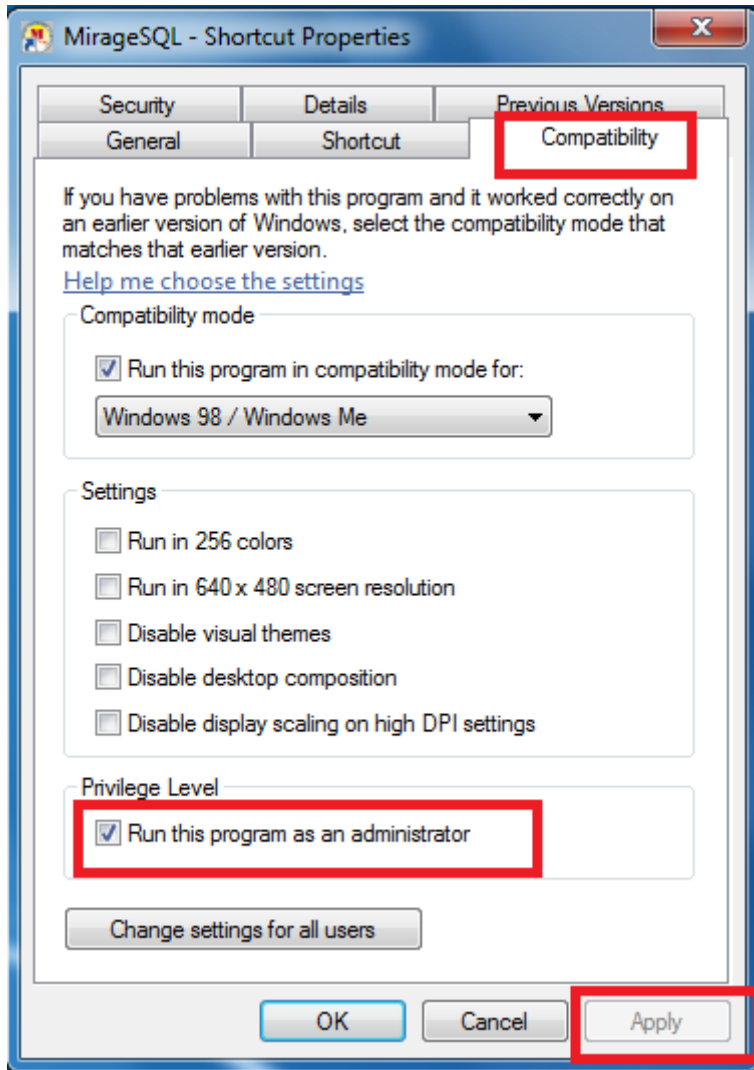 MirageSQL - Shortcut Properties
Security Details Previous Versions
General Shortcut Compatibility
If you have problems with this program and it worked correctly on
an earlier version of Windows, select the compatibility mode that
matches that earlier version.
Help me choose the settings
Compatibility mode
Run this program in compatibility mode for:
Windows 98 / Windows Me
Settings
Run in 256 colors
Run in 640 x 480 screen resolution
Disable visual themes
Disable desktop composition
Disable display scaling on high DPI settings
Privilege Level
Run this program as an administrator
Change settings for all users
OK Cancel Apply